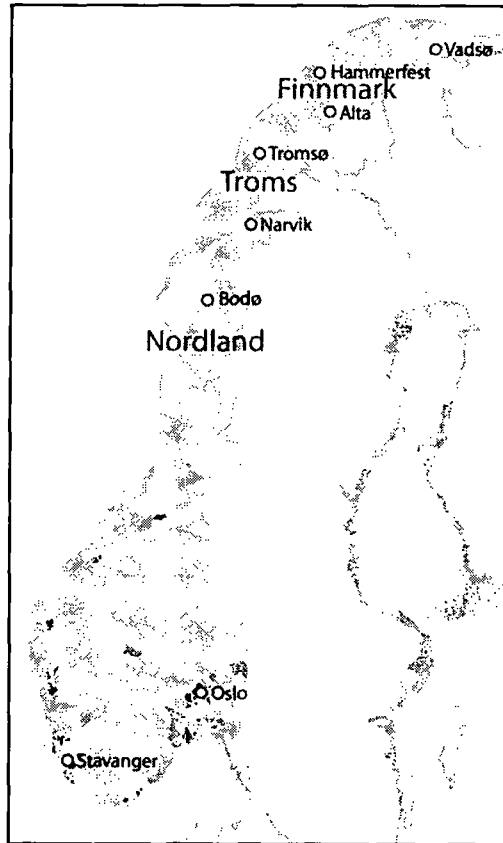 Vadsø
Hammerfest
Finnmark
Alta
Tromsø
Troms
Narvik
Bodø
Nordland
Oslo
Stavanger